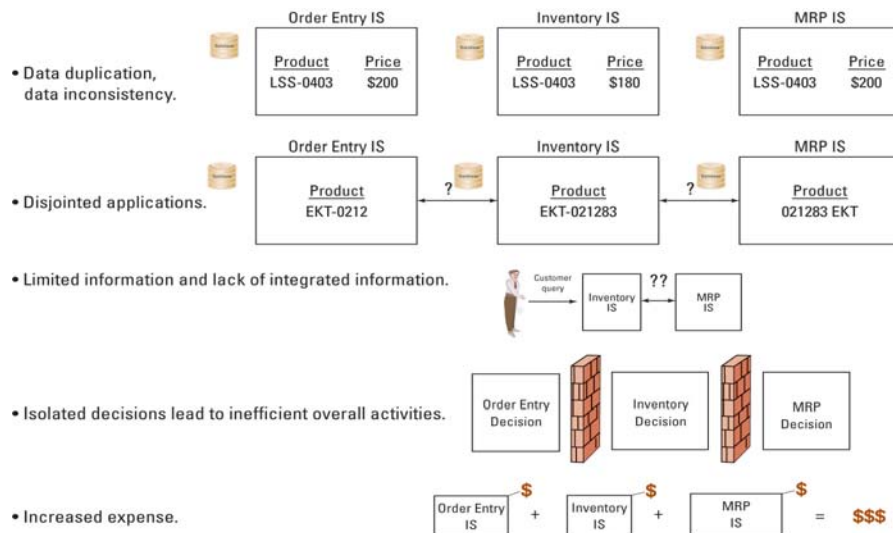 Order Entry IS Inventory IS MRP IS
Product Price Product Price Product Price
• Data duplication,
data inconsistency.
LSS-0403 $200 LSS-0403 $180 LSS-0403 $200
Order Entry IS Inventory IS MRP IS
• Disjointed applications.
Product ? Product ? Product
EKT-0212 EKT-021283 021283 EKT
• Limited information and lack of integrated information.
Customer
query
Inventory
IS
??
MRP
IS
• Isolated decisions lead to inefficient overall activities.
Order Entry
Decision
Inventory
Decision
MRP
Decision
• Increased expense.
Order Entry
IS
$
+
Inventory
IS
$
+
MRP
IS
$
=
$$$